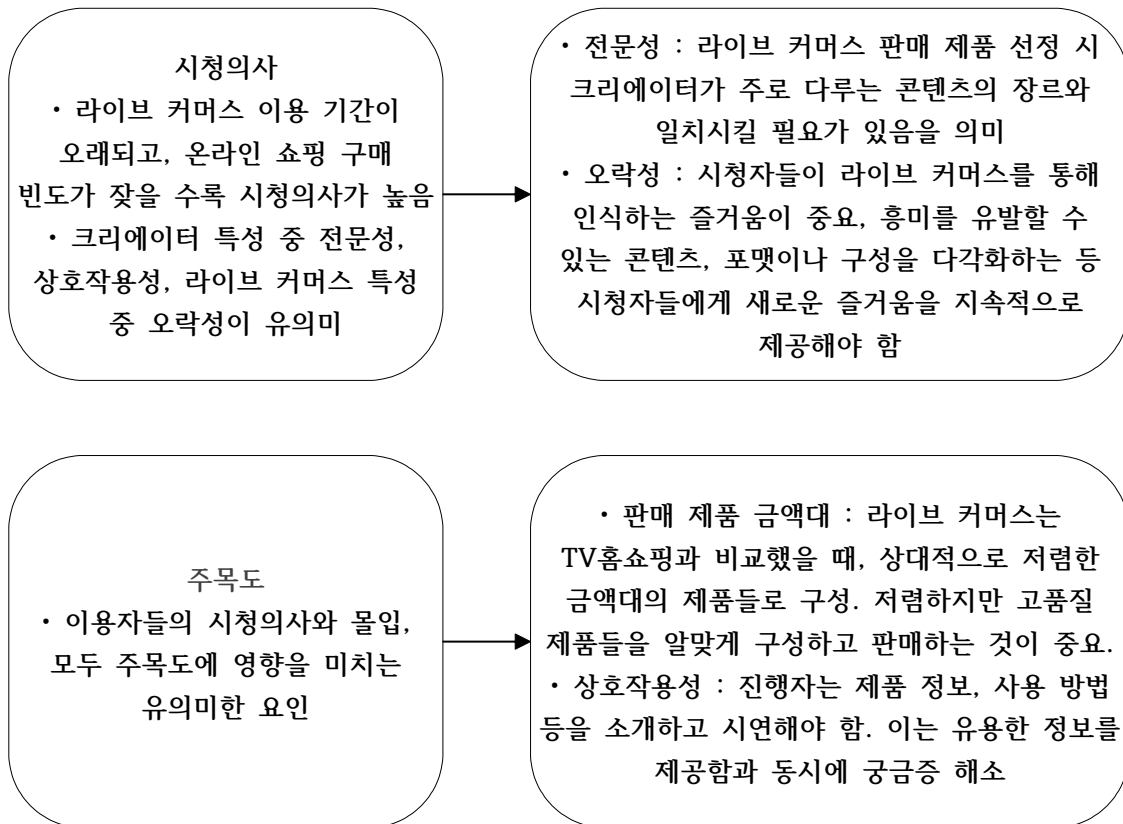 시청의사
• 라이브 커머스 이용 기간이
오래되고, 온라인 쇼핑 구매
빈도가 잦을 수록 시청의사가 높음
• 크리에이터 특성 중 전문성,
상호작용성, 라이브 커머스 특성
중 오락성이 유의미
• 전문성 : 라이브 커머스 판매 제품 선정 시
크리에이터가 주로 다루는 콘텐츠의 장르와
일치시킬 필요가 있음을 의미
• 오락성 : 시청자들이 라이브 커머스를 통해
인식하는 즐거움이 중요, 흥미를 유발할 수
있는 콘텐츠, 포맷이나 구성을 다각화하는 등
시청자들에게 새로운 즐거움을 지속적으로
제공해야 함
주목도
• 이용자들의 시청의사와 몰입,
모두 주목도에 영향을 미치는
유의미한 요인
• 판매 제품 금액대 : 라이브 커머스는
TV홈쇼핑과 비교했을 때, 상대적으로 저렴한
금액대의 제품들로 구성. 저렴하지만 고품질
제품들을 알맞게 구성하고 판매하는 것이 중요.
• 상호작용성 : 진행자는 제품 정보, 사용 방법
등을 소개하고 시연해야 함. 이는 유용한 정보를
제공함과 동시에 궁금증 해소